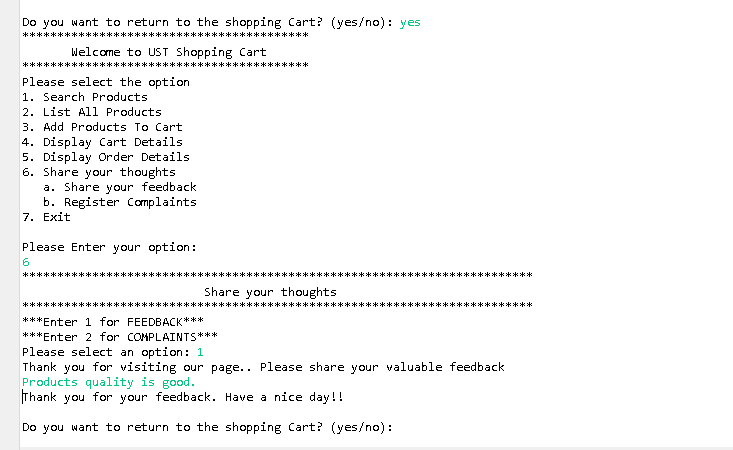 Do you want to return to the shopping Cart? (yes/no): yes
*****************************************
Welcome to UST Shopping Cart
*****************************************
Please select the option
1. Search Products
2. List All Products
3. Add Products To Cart
4. Display Cart Details
5. Display Order Details
6. Share your thoughts
a. Share your feedback
b. Register Complaints
7. Exit
Please Enter your option:
6
*************************************************************************
Share your thoughts
*************************************************************************
***Enter 1 for FEEDBACK***
***Enter 2 for COMPLAINTS***
Please select an option: 1
Thank you for visiting our page.. Please share your valuable feedback
Products quality is good.
Thank you for your feedback. Have a nice day!!
Do you want to return to the shopping Cart? (yes/no):